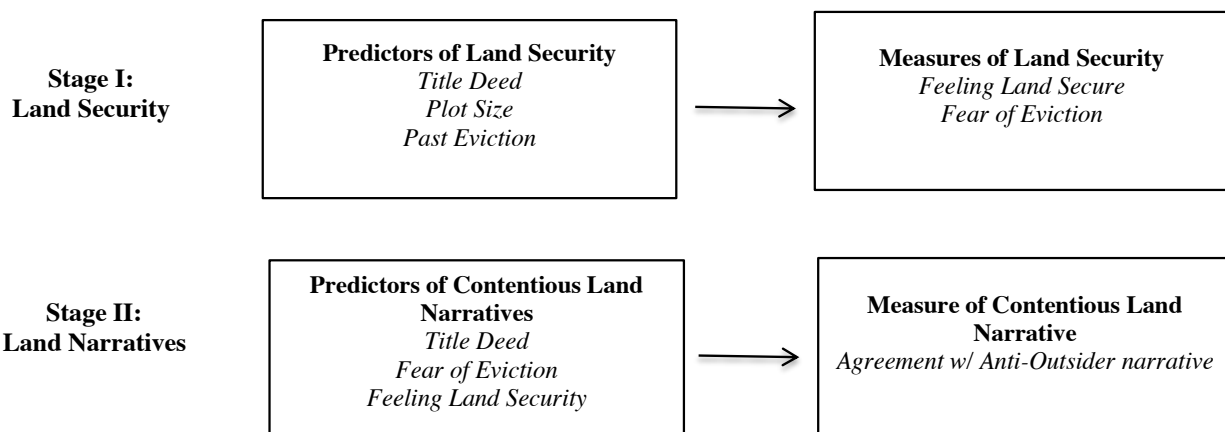 Stage I:
Land Security
Predictors of Land Security
Title Deed
Plot Size
Past Eviction
Measures of Land Security
Feeling Land Secure
Fear of Eviction
Stage II:
Land Narratives
Predictors of Contentious Land
Narratives
Title Deed
Fear of Eviction
Feeling Land Security
Measure of Contentious Land
Narrative
Agreement w/ Anti-Outsider narrative